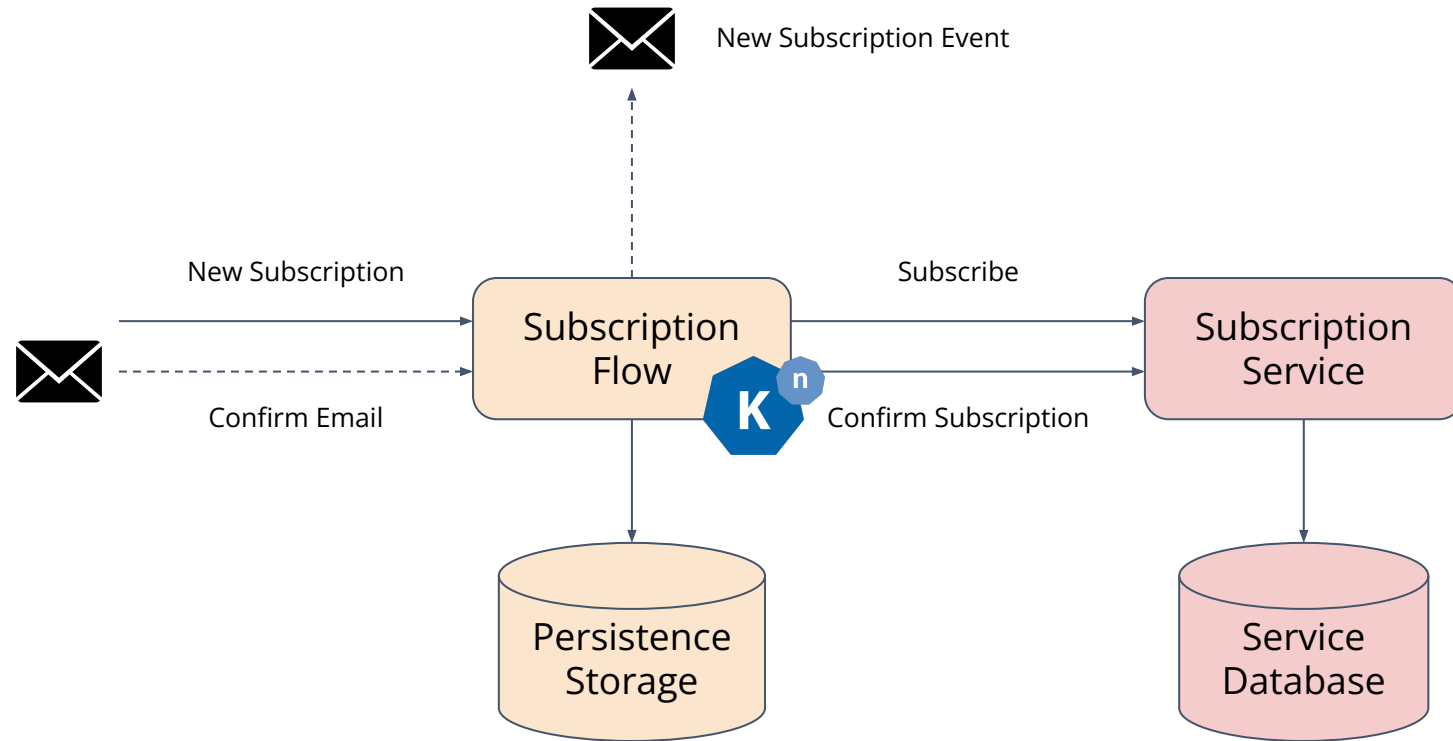 New Subscription Event
New Subscription
Subscribe
Subscription
Flow
Subscription
Service
Confirm Email
K
n
Confirm Subscription
Persistence
Storage
Service
Database